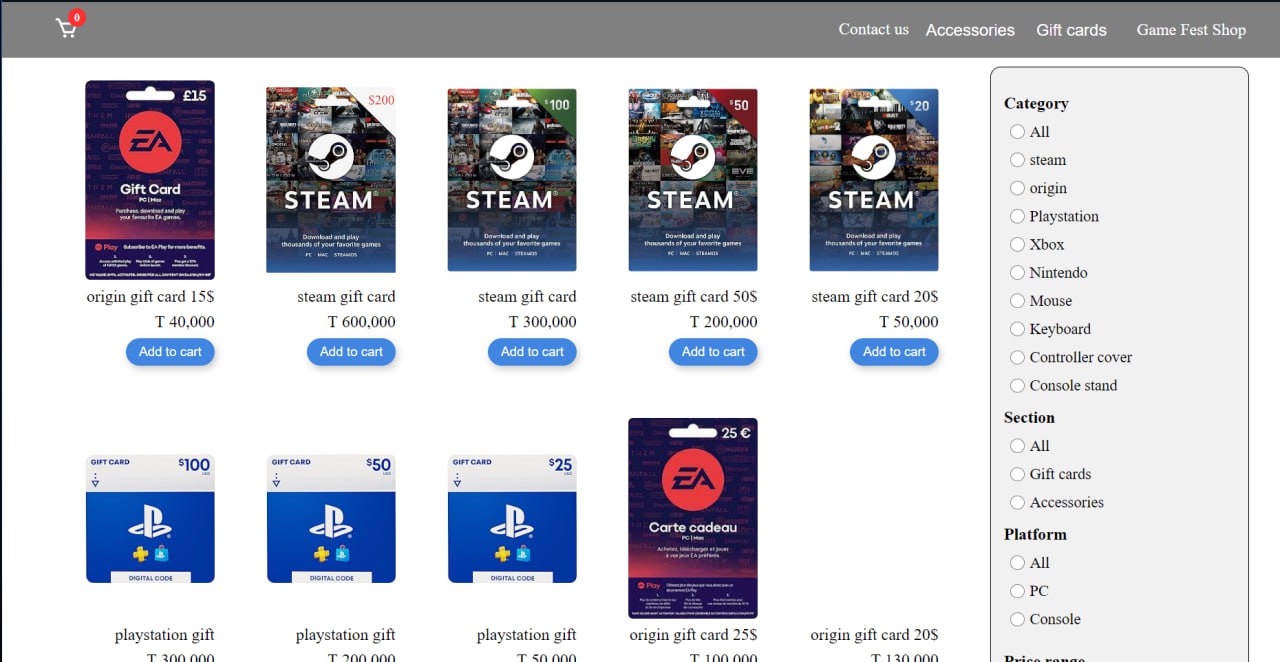 0
Contact us
Accessories
Gift cards
Game Fest Shop
£15
EA
Gift Card
PC | Mac
Purchase, download and play
your favourite EA games.
Play
Subscribe to EA Play for more benefits.
origin gift card 15$
T 40,000
Add to cart
$200
STEAM
Download and play
thousands of your favorite games
PC | MAC | STEAMOS
steam gift card
T 600,000
Add to cart
$100
STEAM®
Download and play
thousands of your favorite games
PC | MAC | STEAMOS
steam gift card
T 300,000
Add to cart
$50
STEAM®
Download and play
thousands of your favorite games
PC | MAC | STEAMOS
steam gift card 50$
T 200,000
Add to cart
$20
STEAM®
Download and play
thousands of your favorite games
PC | MAC | STEAMOS
steam gift card 20$
T 50,000
Add to cart
GIFT CARD
$100
DIGITAL CODE
playstation gift
T 300,000
GIFT CARD
$50
DIGITAL CODE
playstation gift
T 200,000
GIFT CARD
$25
DIGITAL CODE
playstation gift
T 50,000
25 €
EA
Carte cadeau
PC | Mac
Achetez, téléchargez et jouez
à vos jeux EA préférés.
Play
origin gift card 25$
T 100,000
origin gift card 20$
T 130,000
Category
All
steam
origin
Playstation
Xbox
Nintendo
Mouse
Keyboard
Controller cover
Console stand
Section
All
Gift cards
Accessories
Platform
All
PC
Console
Price range